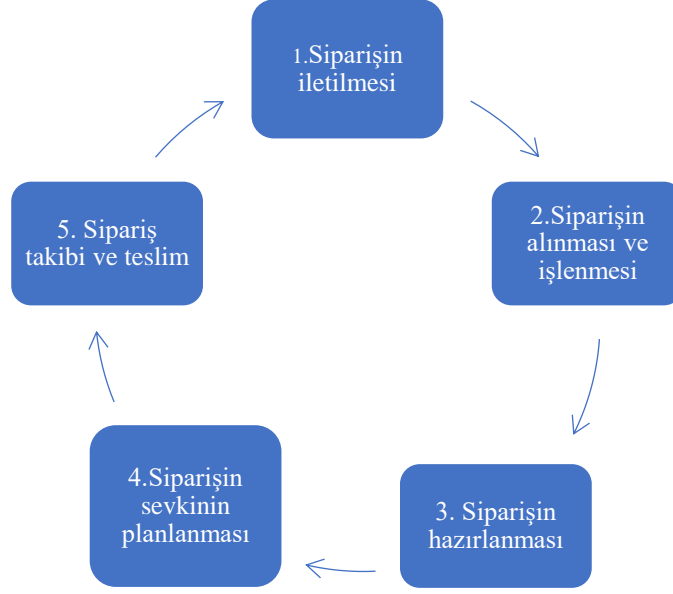 1.Siparişin
iletilmesi
2.Siparişin
alınması ve
işlenmesi
3. Siparişin
hazırlanması
4.Siparişin
sevkinin
planlanması
5. Sipariş
takibi ve teslim